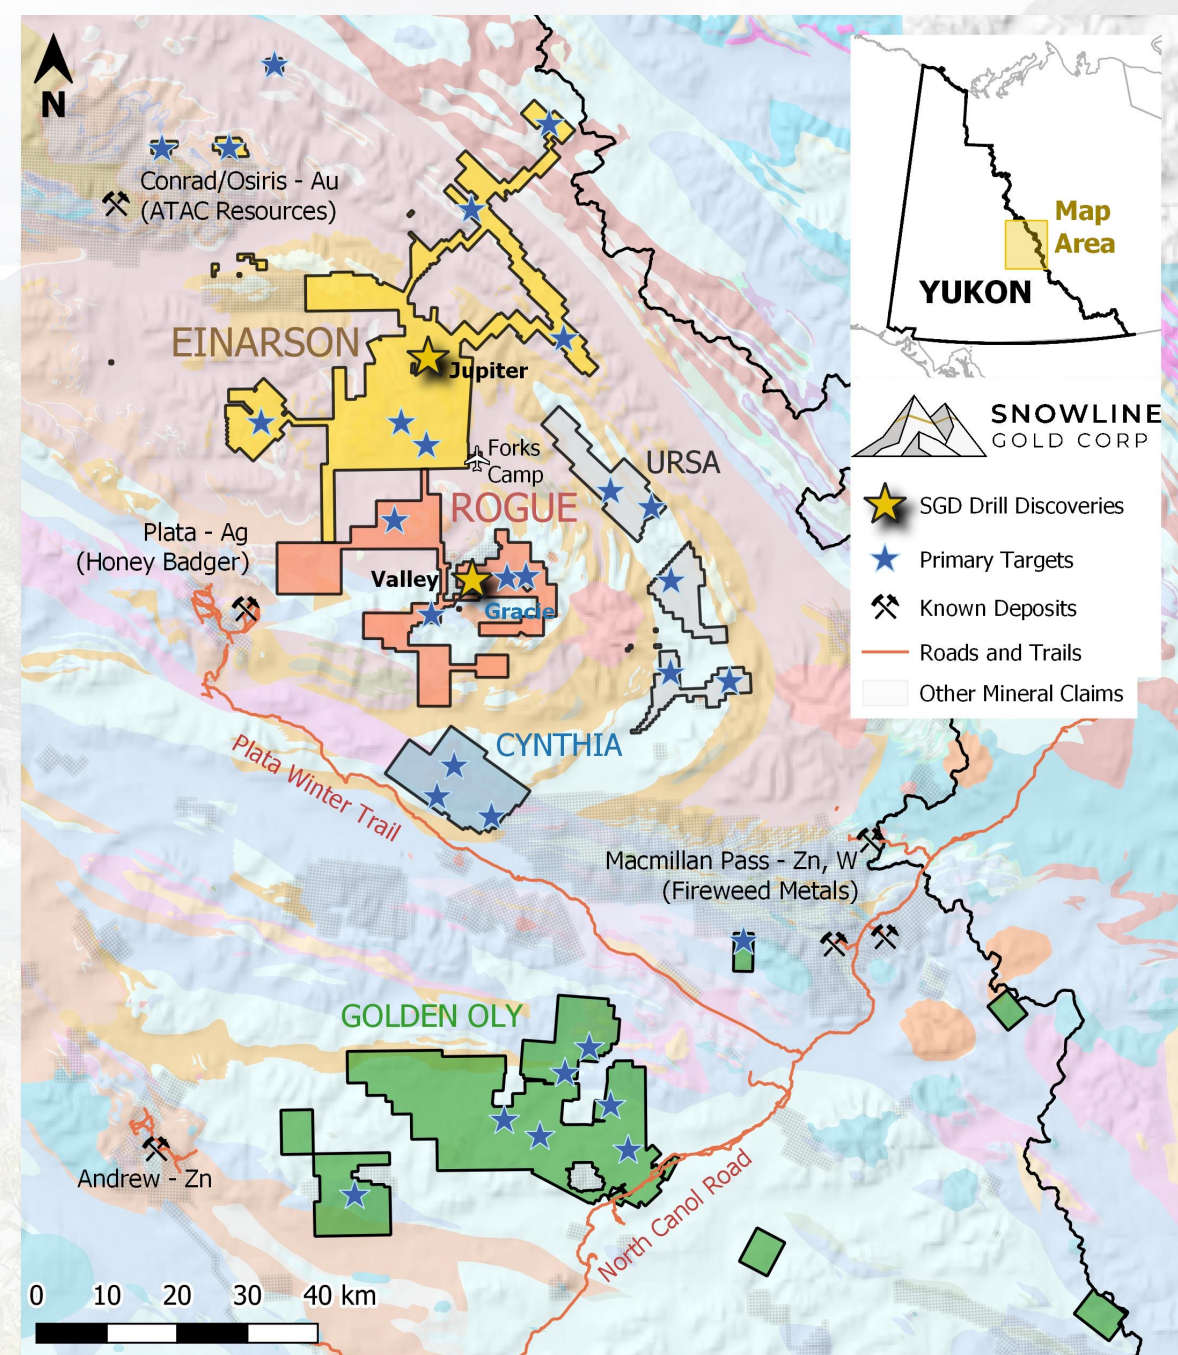 N
Conrad/Osiris - Au
(ATAC Resources)
Map
Area
YUKON
EINARSON
Jupiter
SNOWLINE
GOLD CORP
Forks
Camp
URSA
ROGUE
SGD Drill Discoveries
Plata - Ag
(Honey Badger)
Primary Targets
Valley
Gracie
Known Deposits
Roads and Trails
Other Mineral Claims
CYNTHIA
Plata Winter Trail
Macmillan Pass - Zn, W
(Fireweed Metals)
GOLDEN OLY
Andrew - Zn
North Canol Road
0 10 20 30 40 km